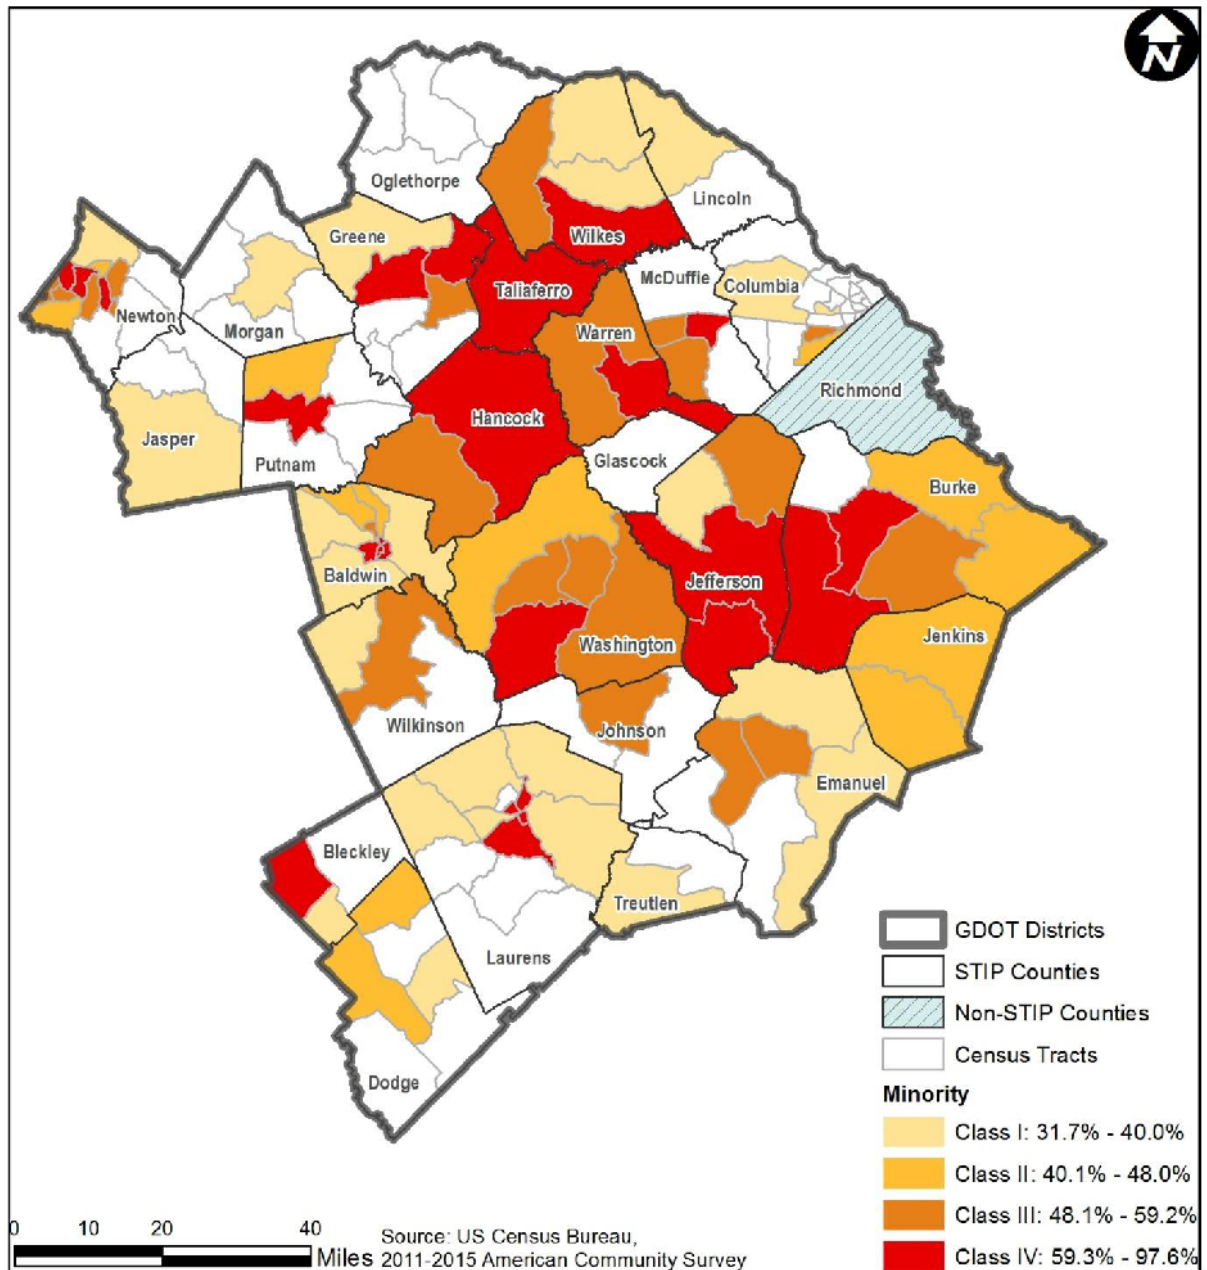 N
Oglethorpe
Lincoln
Greene
Wilkes
McDuffie
Columbia
Taliaferro
Newton
Morgan
Warren
Richmond
Hancock
Jasper
Putnam
Glascock
Burke
Baldwin
Jefferson
Jenkins
Washington
Wilkinson
Johnson
Emanuel
Bleckley
Treutlen
Laurens
Dodge
GDOT Districts
STIP Counties
Non-STIP Counties
Census Tracts
Minority
Class I: 31.7% - 40.0%
Class II: 40.1% - 48.0%
Class III: 48.1% - 59.2%
Class IV: 59.3% - 97.6%
0 10 20 40
Miles
Source: US Census Bureau,
2011-2015 American Community Survey